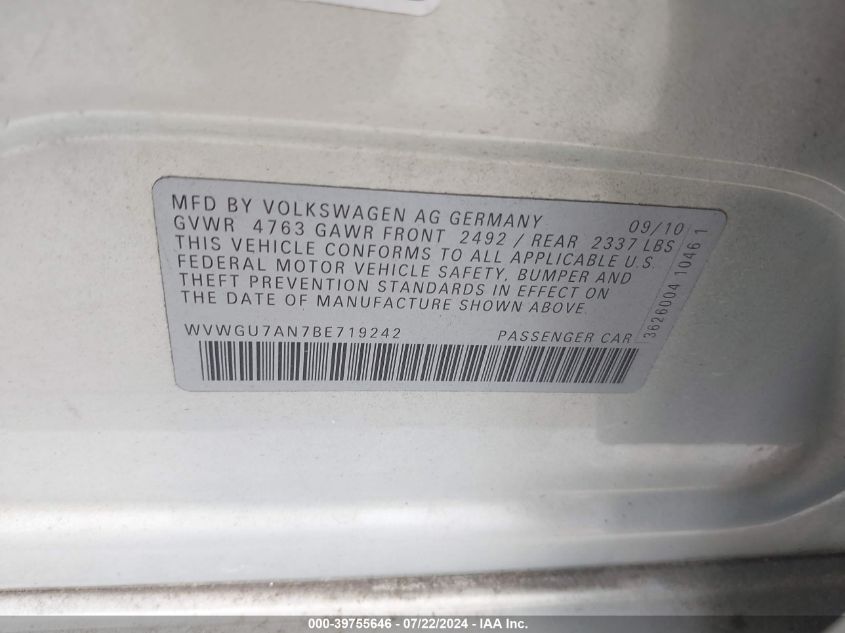 MFD BY VOLKSWAGEN AG GERMANY 09/10
GVWR 4763 GAWR FRONT 2492 / REAR 2337 LBS
THIS VEHICLE CONFORMS TO ALL APPLICABLE U.S.
FEDERAL MOTOR VEHICLE SAFETY, BUMPER AND
THEFT PREVENTION STANDARDS IN EFFECT ON
THE DATE OF MANUFACTURE SHOWN ABOVE.
WVWGU7AN7BE719242 PASSENGER CAR
3626004 1046 1
000-39755646 / 07/22/2024 / IAA Inc.